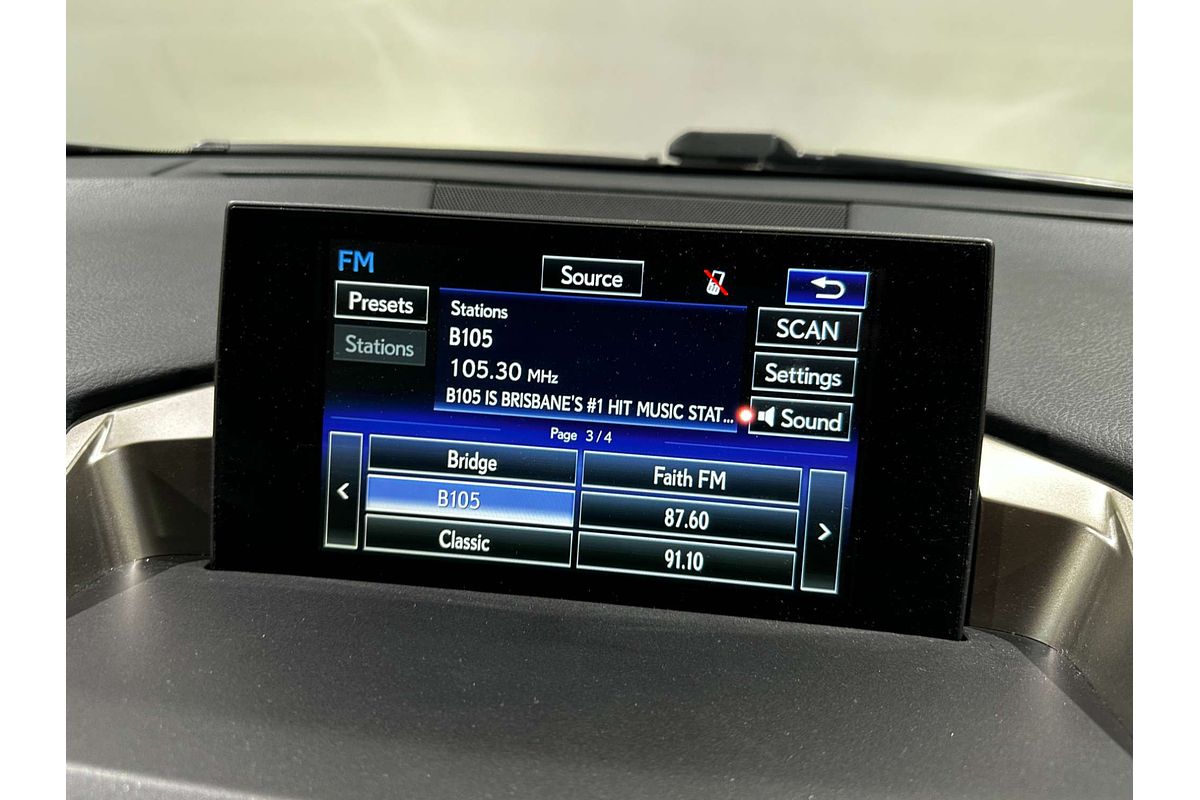 FM
Source
Presets
Stations
Stations
B105
105.30 MHz
B105 IS BRISBANE'S #1 HIT MUSIC STAT...
SCAN
Settings
Sound
Page 3/4
Bridge
Faith FM
B105
87.60
Classic
91.10